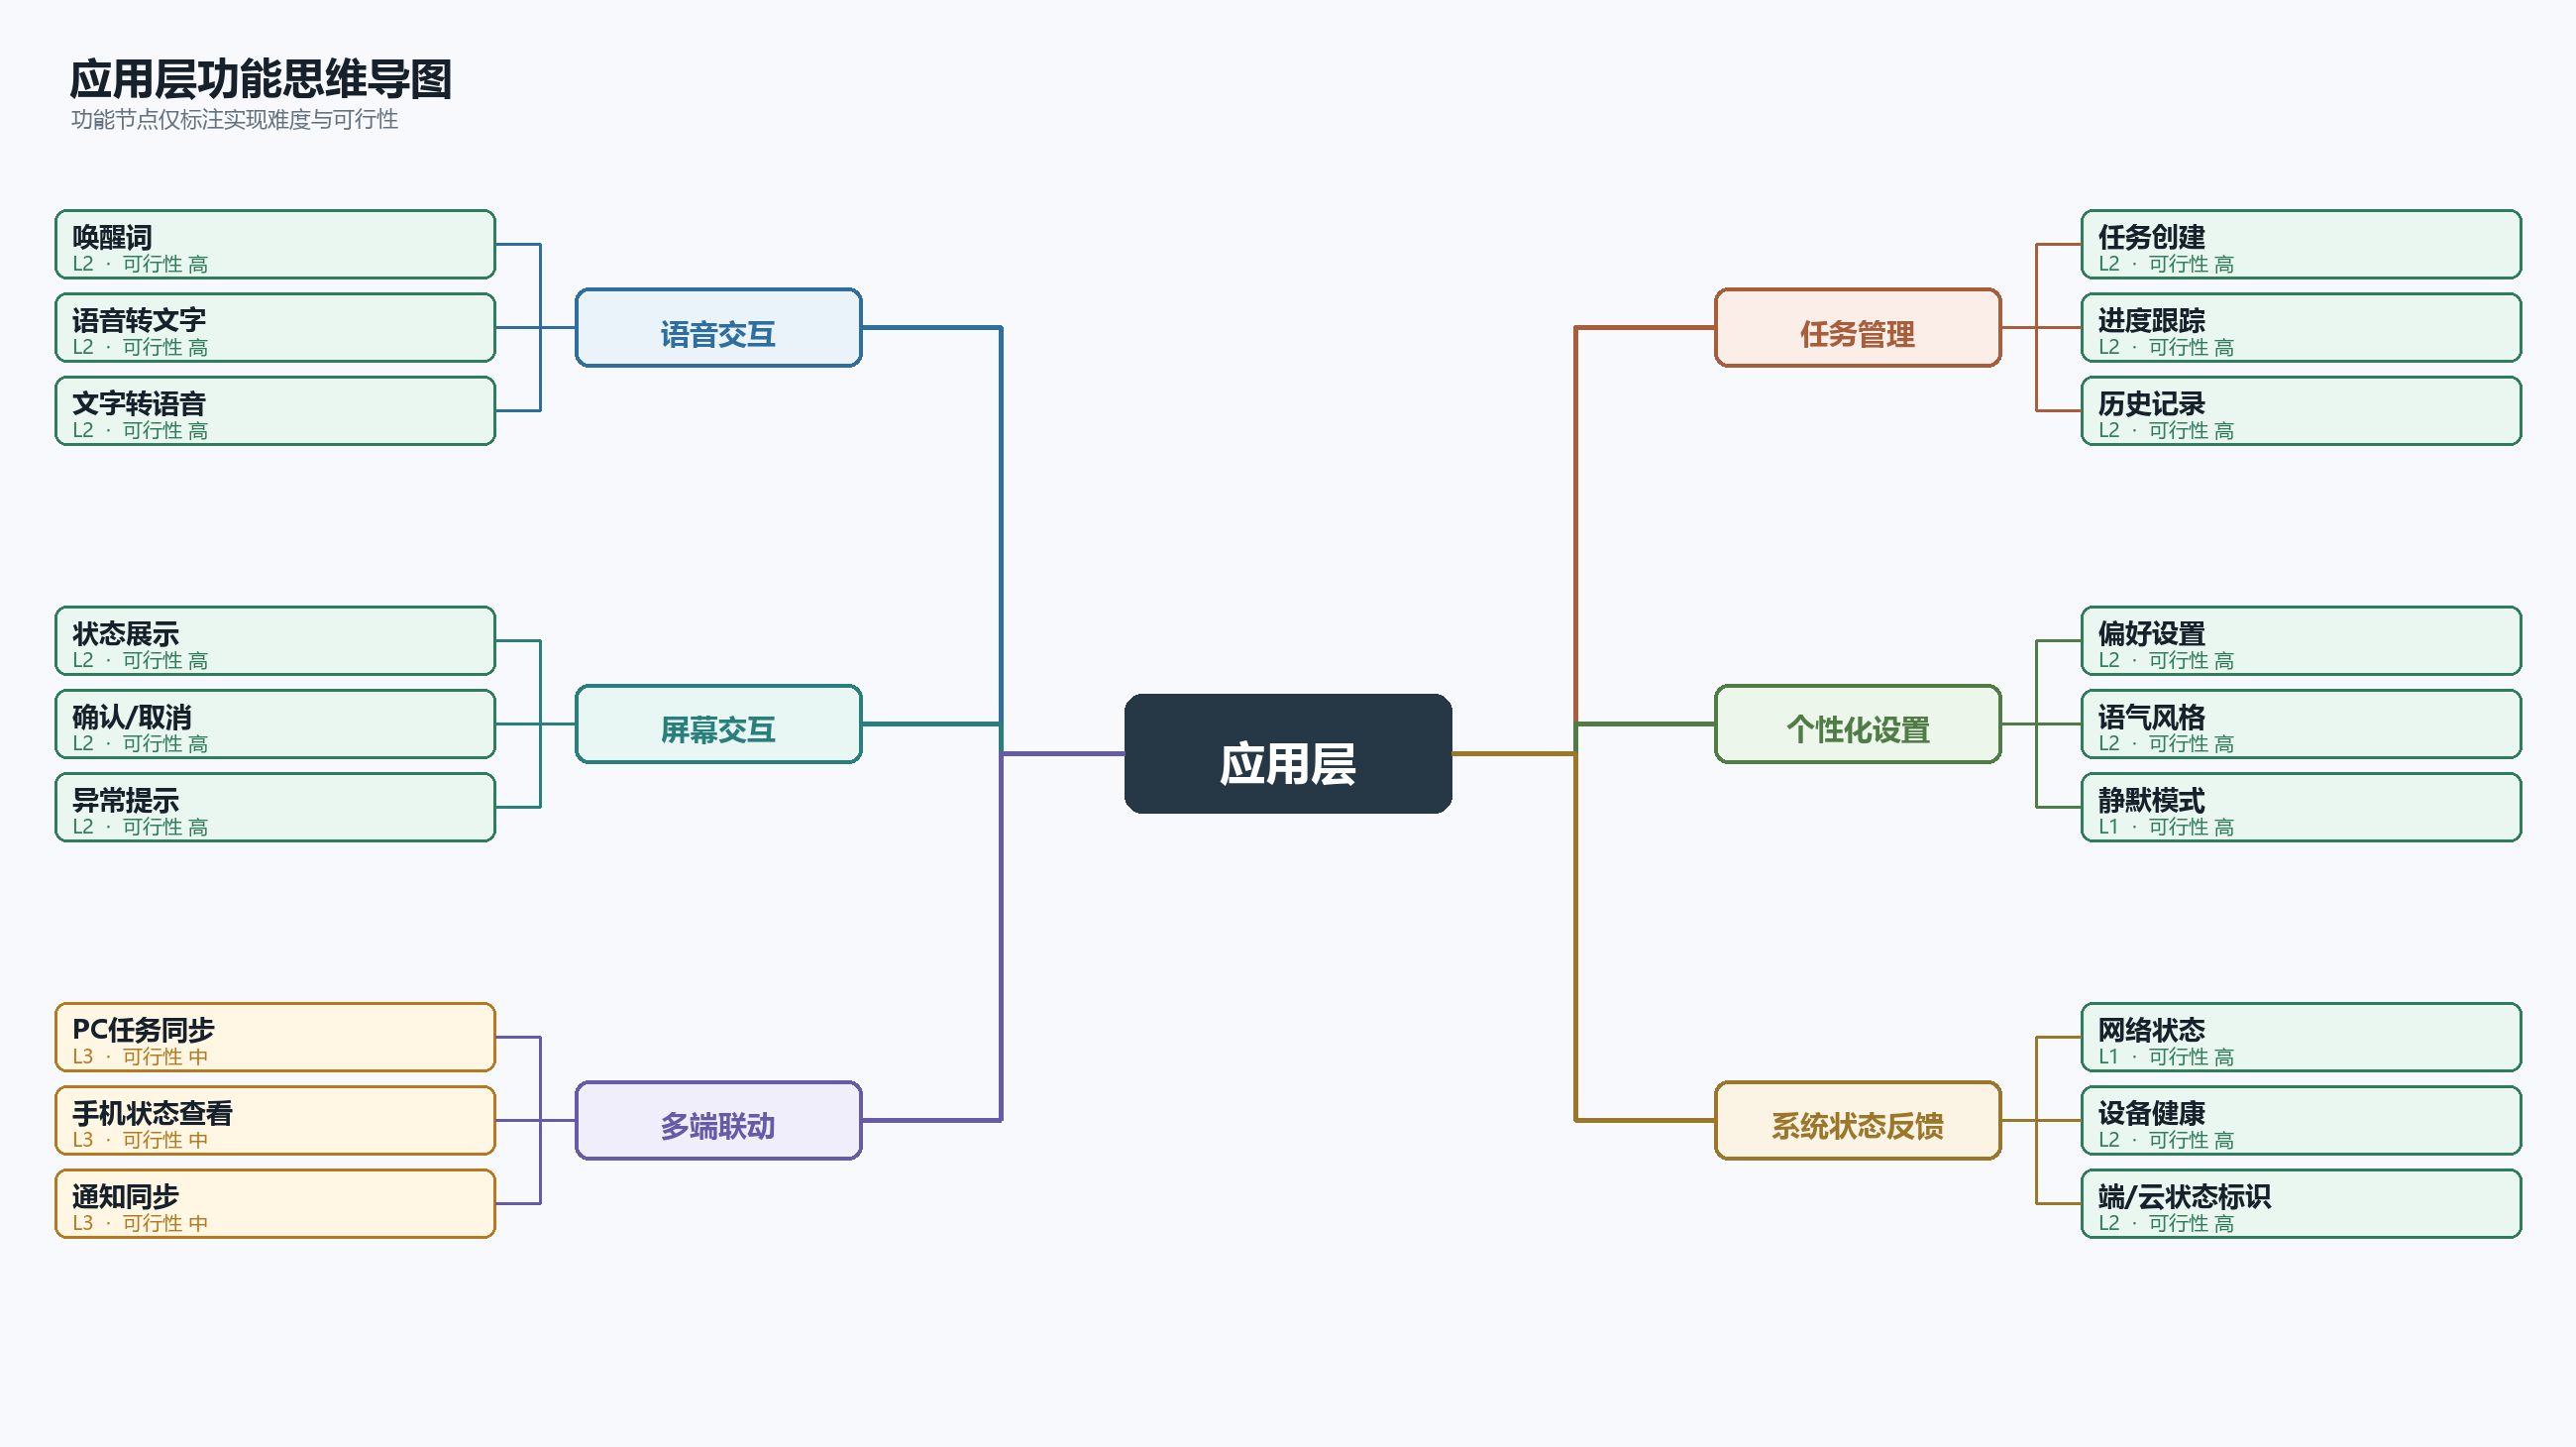 应用层功能思维导图
功能节点仅标注实现难度与可行性
唤醒词
L2 · 可行性 高
语音转文字
L2 · 可行性 高
文字转语音
L2 · 可行性 高
语音交互
状态展示
L2 · 可行性 高
确认/取消
L2 · 可行性 高
异常提示
L2 · 可行性 高
屏幕交互
PC任务同步
L3 · 可行性 中
手机状态查看
L3 · 可行性 中
通知同步
L3 · 可行性 中
多端联动
应用层
任务管理
任务创建
L2 · 可行性 高
进度跟踪
L2 · 可行性 高
历史记录
L2 · 可行性 高
个性化设置
偏好设置
L2 · 可行性 高
语气风格
L2 · 可行性 高
静默模式
L1 · 可行性 高
系统状态反馈
网络状态
L1 · 可行性 高
设备健康
L2 · 可行性 高
端/云状态标识
L2 · 可行性 高